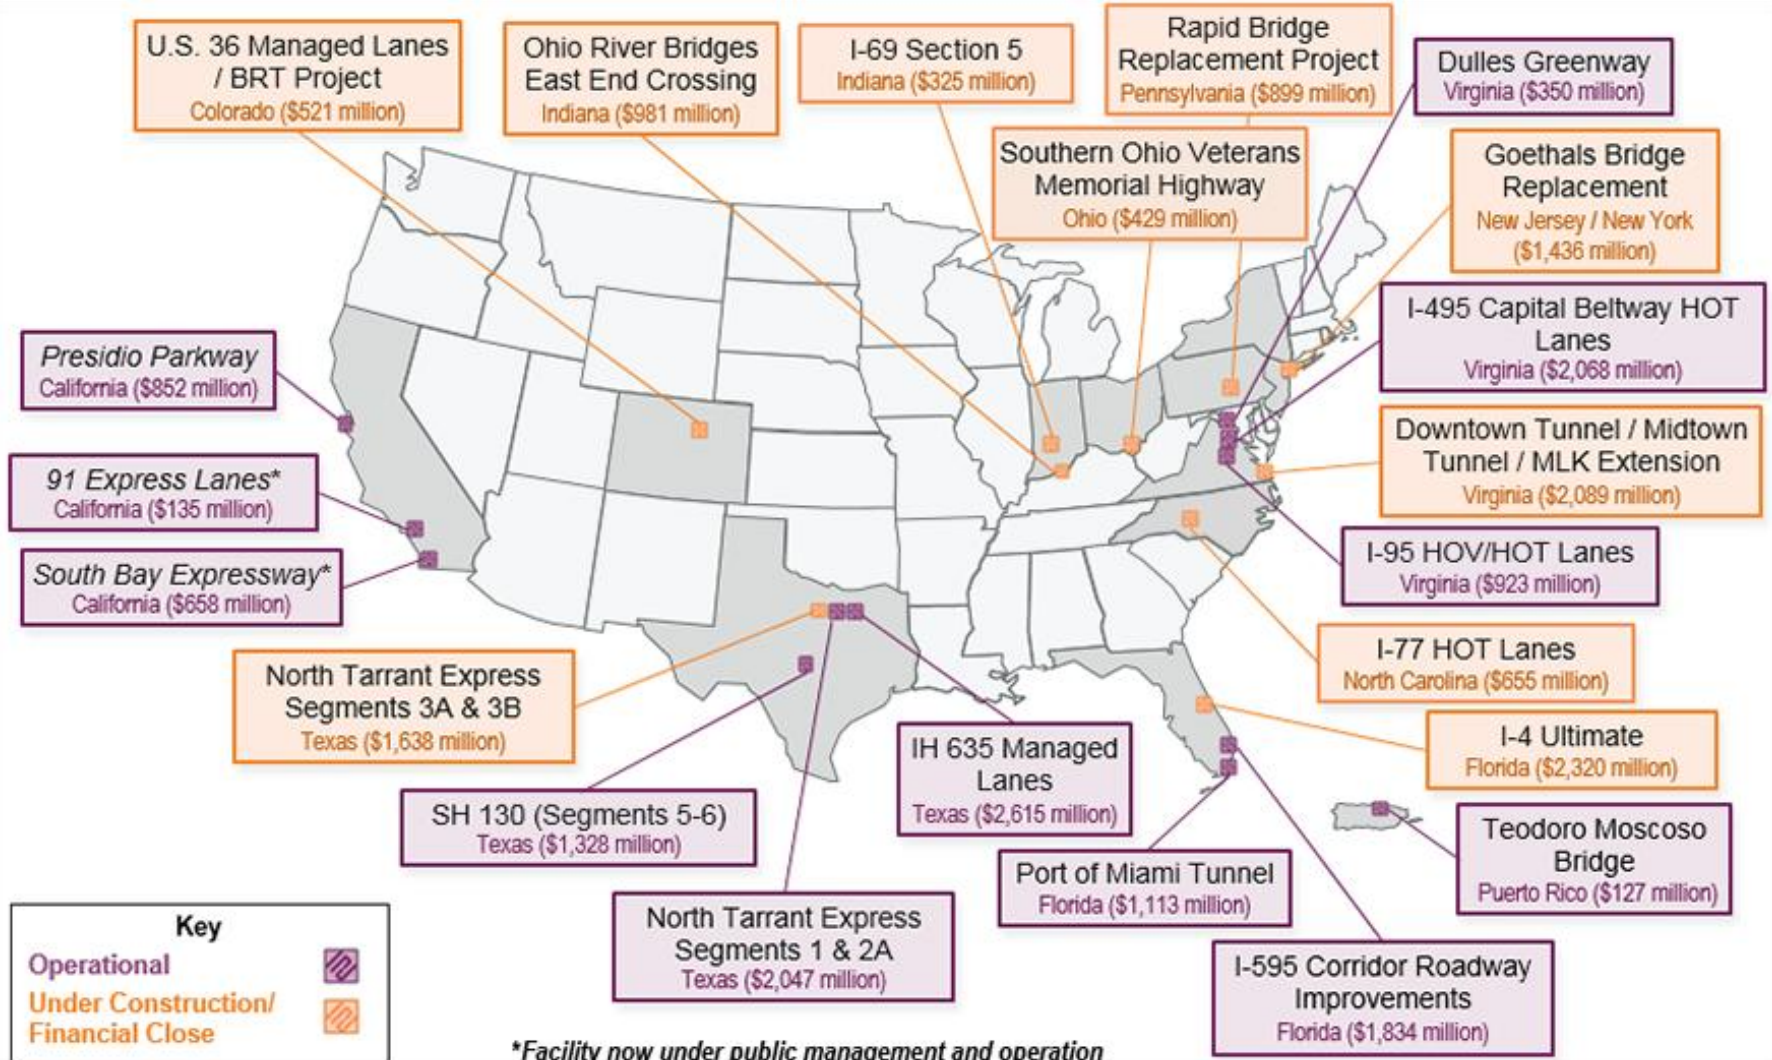 U.S. 36 Managed Lanes
/ BRT Project
Colorado ($521 million)
Ohio River Bridges
East End Crossing
Indiana ($981 million)
I-69 Section 5
Indiana ($325 million)
Rapid Bridge
Replacement Project
Pennsylvania ($899 million)
Dulles Greenway
Virginia ($350 million)
Southern Ohio Veterans
Memorial Highway
Ohio ($429 million)
Goethals Bridge
Replacement
New Jersey / New York
($1,436 million)
I-495 Capital Beltway HOT
Lanes
Virginia ($2,068 million)
Presidio Parkway
California ($852 million)
Downtown Tunnel / Midtown
Tunnel / MLK Extension
Virginia ($2,089 million)
91 Express Lanes*
California ($135 million)
I-95 HOV/HOT Lanes
Virginia ($923 million)
South Bay Expressway*
California ($658 million)
I-77 HOT Lanes
North Carolina ($655 million)
North Tarrant Express
Segments 3A & 3B
Texas ($1,638 million)
I-4 Ultimate
Florida ($2,320 million)
IH 635 Managed
Lanes
Texas ($2,615 million)
SH 130 (Segments 5-6)
Texas ($1,328 million)
Teodoro Moscoso
Bridge
Puerto Rico ($127 million)
Port of Miami Tunnel
Florida ($1,113 million)
North Tarrant Express
Segments 1 & 2A
Texas ($2,047 million)
I-595 Corridor Roadway
Improvements
Florida ($1,834 million)
Key
Operational
Under Construction/
Financial Close
*Facility now under public management and operation